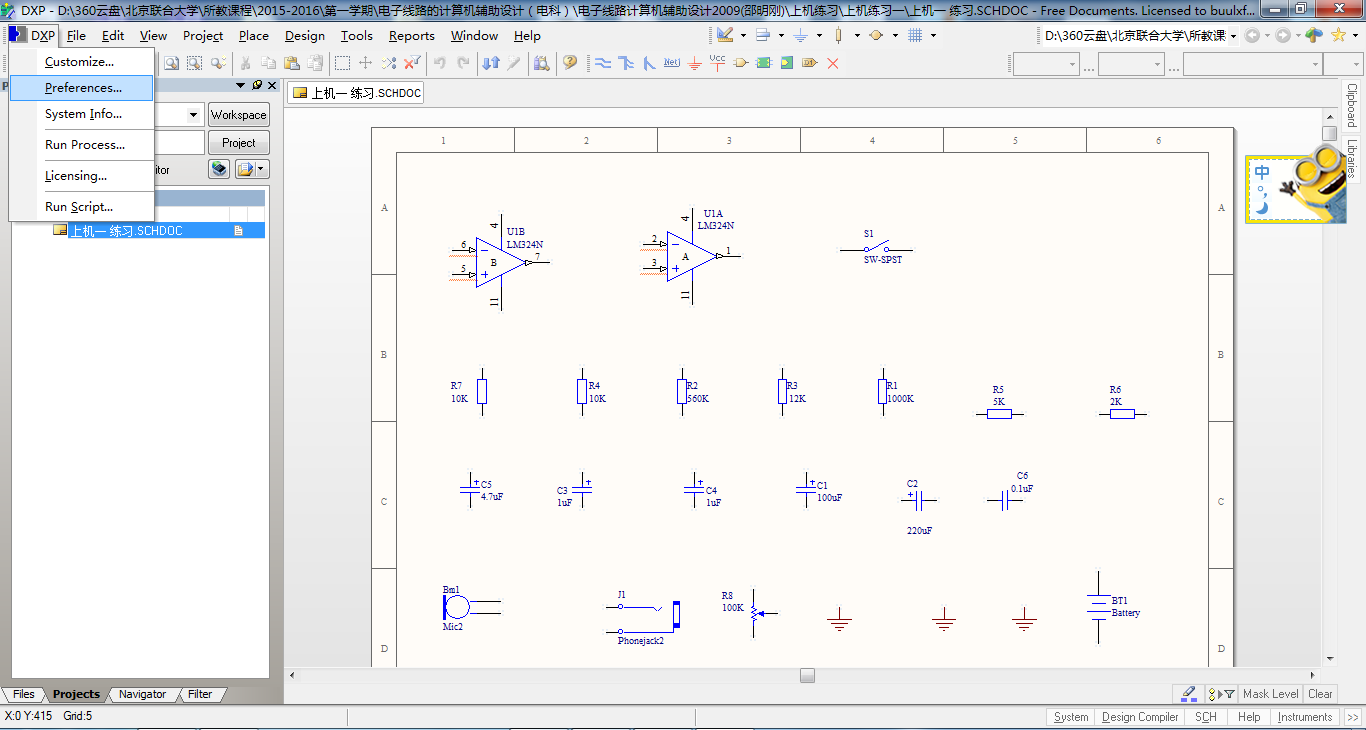 DXP - D:\360云盘\北京联合大学\所教课程\2015-2016\第一学期\电子线路的计算机辅助设计（电科）\电子线路计算机辅助设计2009(邵明刚)\上机练习\上机练习一\上机一 练习.SCHDOC - Free Documents. Licensed to buulxf...
DXP File Edit View Project Place Design Tools Reports Window Help
D:\360云盘\北京联合大学\所教课
Customize...
Preferences...
System Info...
Run Process...
Licensing...
Run Script...
Net1
Vcc
D1
... ...
P
Workspace
Project
itor
上机一 练习.SCHDOC
上机一 练习.SCHDOC
Clipboard
Libraries
中
1 2 3 4 5 6
A A
B B
C C
D D
U1B
LM324N
4
6
5
B
7
11
U1A
LM324N
4
2
3
A
1
11
S1
SW-SPST
R7
10K
R4
10K
R2
560K
R3
12K
R1
1000K
R5
5K
R6
2K
C5
4.7uF
C3
1uF
C4
1uF
C1
100uF
C2
220uF
C6
0.1uF
Bm1
Mic2
J1
Phonejack2
R8
100K
BT1
Battery
Files Projects Navigator Filter
Mask Level Clear
X:0 Y:415 Grid:5
System Design Compiler SCH Help Instruments >>